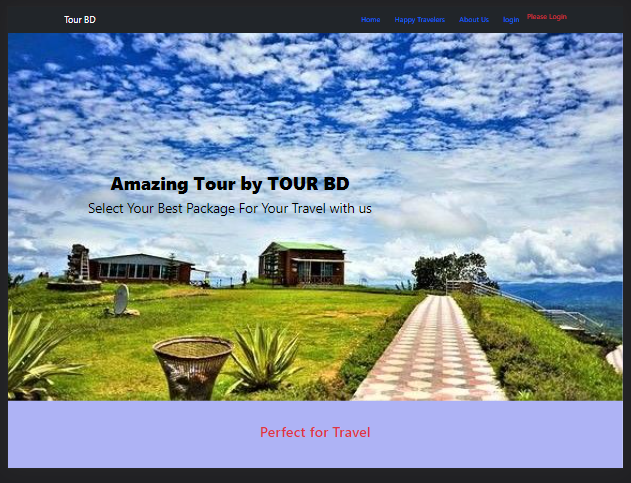 Tour BD
Home Happy Travelers About Us login Please Login
Amazing Tour by TOUR BD
Select Your Best Package For Your Travel with us
Perfect for Travel